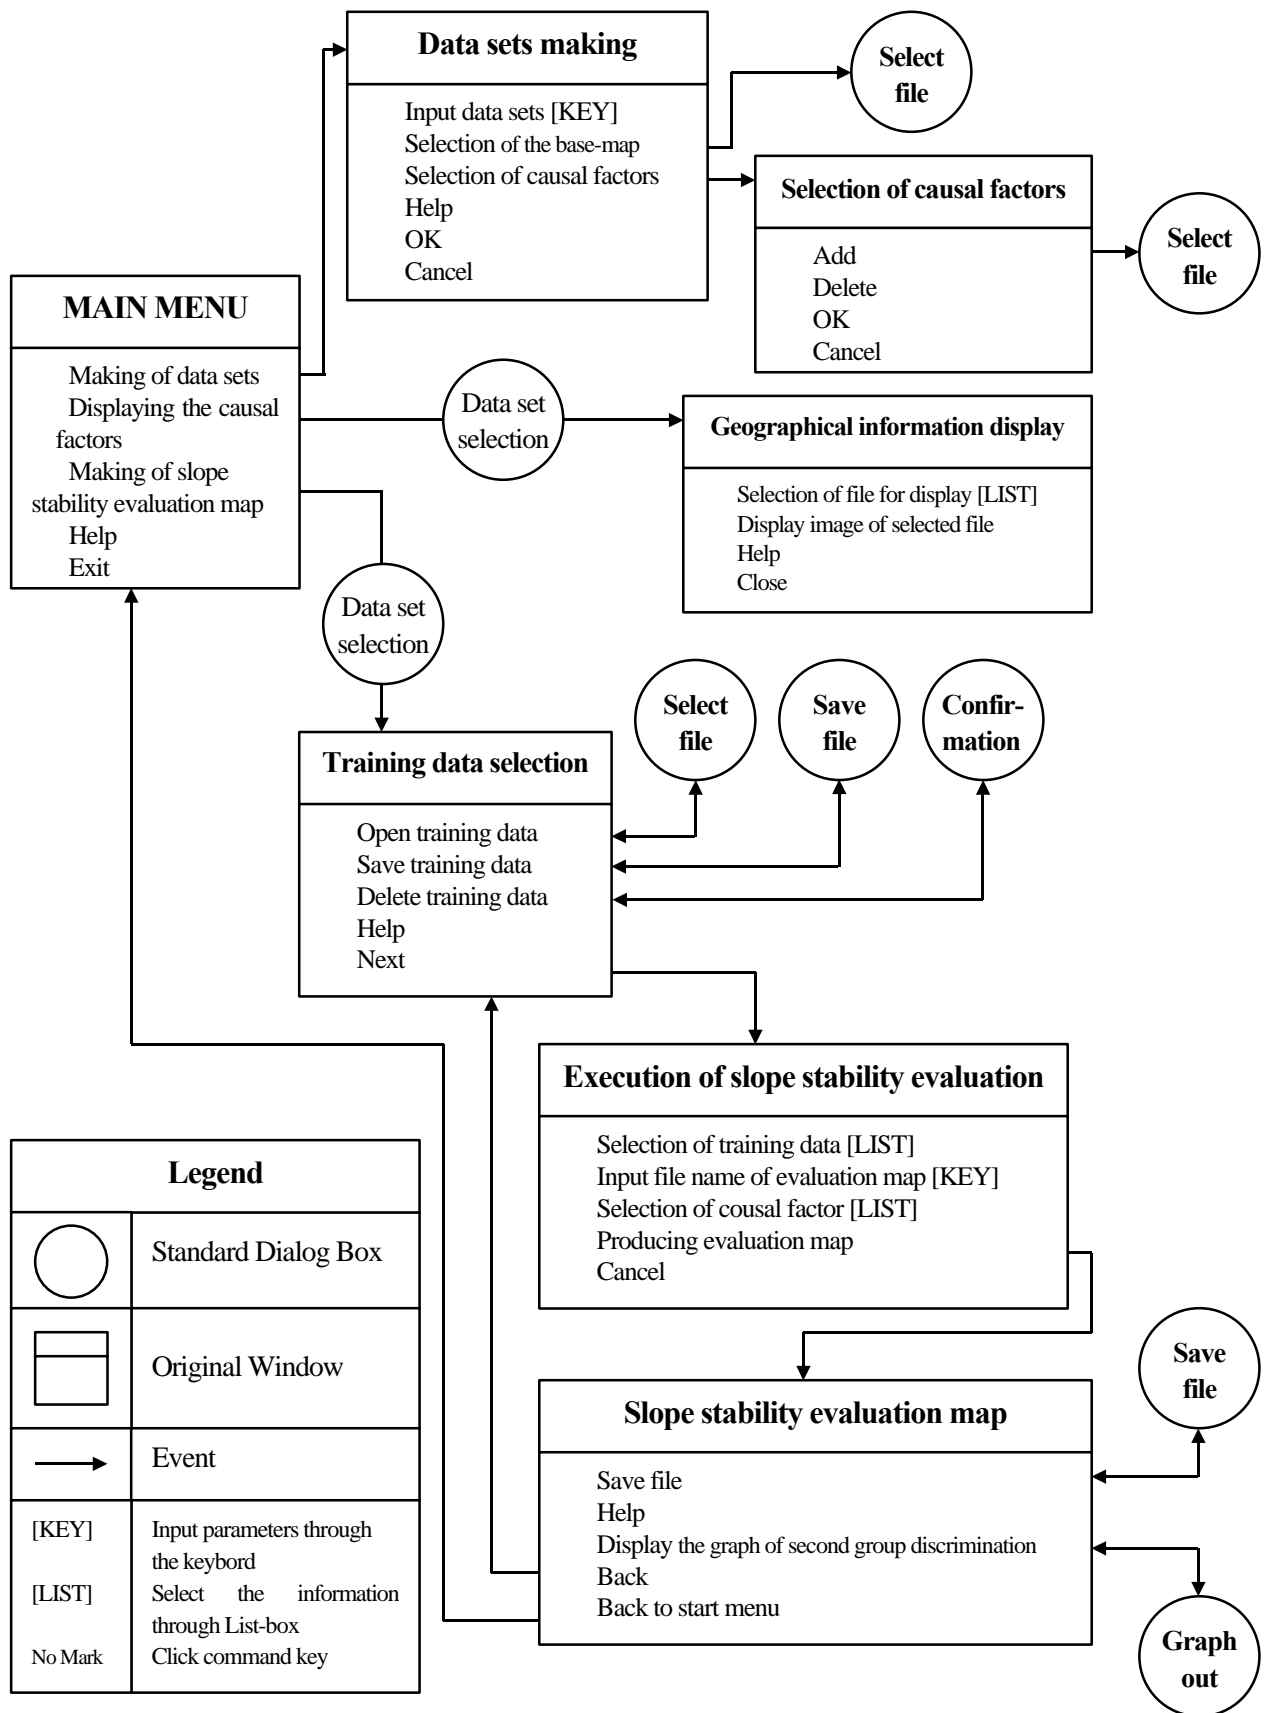 Data sets making
Input data sets [KEY]
Selection of the base-map
Selection of causal factors
Help
OK
Cancel
Select
file
Selection of causal factors
Add
Delete
OK
Cancel
Select
file
MAIN MENU
Making of data sets
Displaying the causal
factors
Making of slope
stability evaluation map
Help
Exit
Data set
selection
Geographical information display
Selection of file for display [LIST]
Display image of selected file
Help
Close
Data set
selection
Training data selection
Open training data
Save training data
Delete training data
Help
Next
Select
file
Save
file
Confir-
mation
Execution of slope stability evaluation
Selection of training data [LIST]
Input file name of evaluation map [KEY]
Selection of cousal factor [LIST]
Producing evaluation map
Cancel
Slope stability evaluation map
Save file
Help
Display the graph of second group discrimination
Back
Back to start menu
Save
file
Graph
out
Legend
Standard Dialog Box
Original Window
Event
[KEY] Input parameters through
the keybord
[LIST] Select the information
through List-box
No Mark Click command key